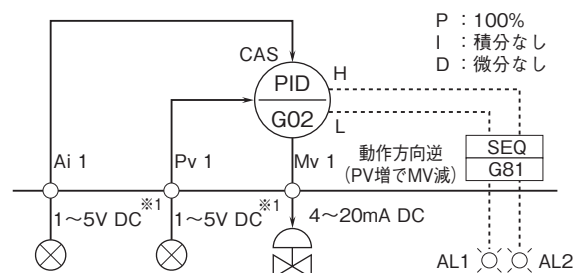 P：100%
I：積分なし
D：微分なし
CAS
PID
G02
H
L
Ai 1
Pv 1
Mv 1
動作方向逆
（PV増でMV減）
SEQ
G81
1～5V DC※1
1～5V DC※1
4～20mA DC
AL1
AL2